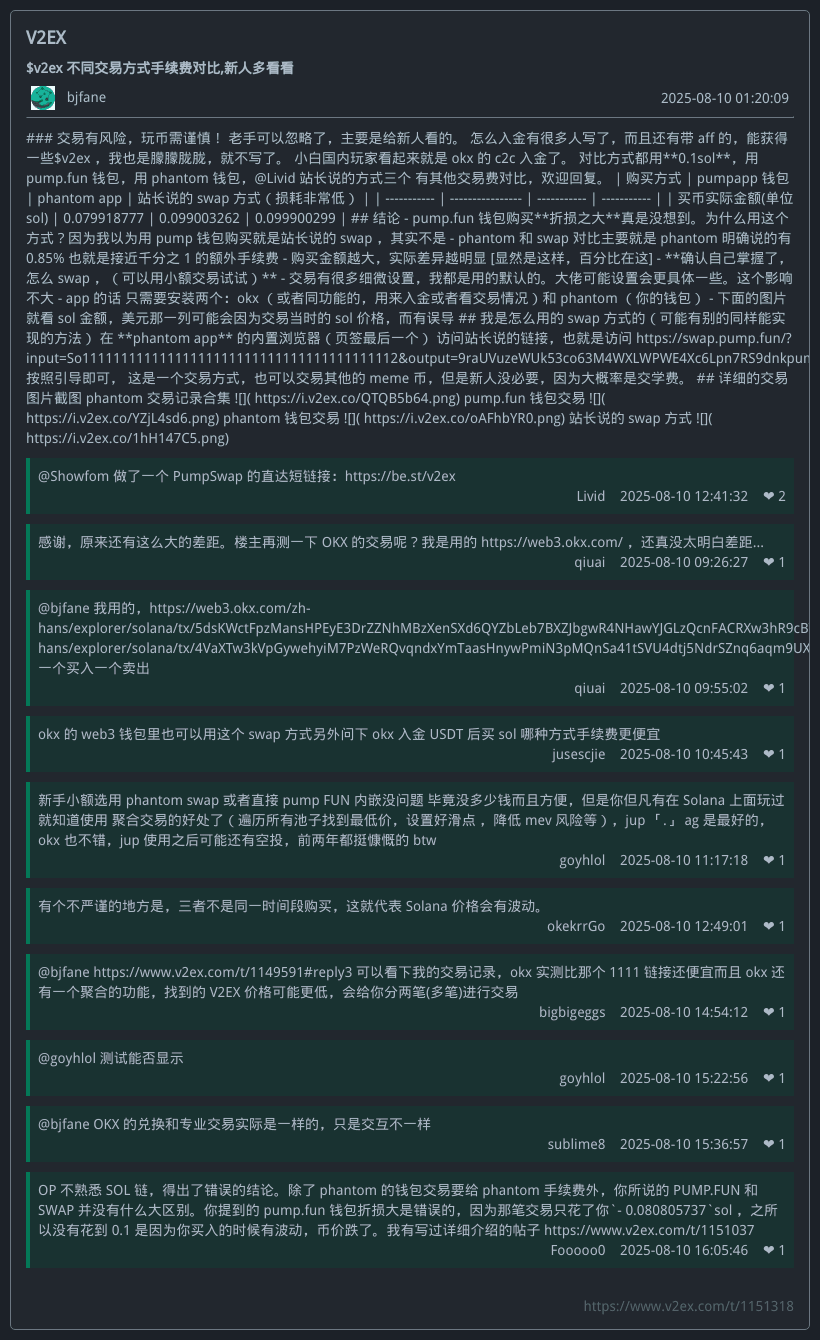 V2EX
$v2ex 不同交易方式手续费对比,新人多看看
bjfane 2025-08-10 01:20:09
### 交易有风险，玩币需谨慎！ 老手可以忽略了，主要是给新人看的。 怎么入金有很多人写了，而且还有带 aff 的，能获得
一些$v2ex ，我也是朦朦胧胧，就不写了。 小白国内玩家看起来就是 okx 的 c2c 入金了。 对比方式都用**0.1sol**，用
pump.fun 钱包，用 phantom 钱包，@Livid 站长说的方式三个 有其他交易费对比，欢迎回复。 | 购买方式 | pumpapp 钱包
| phantom app | 站长说的 swap 方式（损耗非常低） | | ----------- | ---------------- | ----------- | ----------- | | 买币实际金额(单位
sol) | 0.079918777 | 0.099003262 | 0.099900299 | ## 结论 - pump.fun 钱包购买**折损之大**真是没想到。为什么用这个
方式？因为我以为用 pump 钱包购买就是站长说的 swap ，其实不是 - phantom 和 swap 对比主要就是 phantom 明确说的有
0.85% 也就是接近千分之 1 的额外手续费 - 购买金额越大，实际差异越明显 [显然是这样，百分比在这] - **确认自己掌握了，
怎么 swap ，（可以用小额交易试试）** - 交易有很多细微设置，我都是用的默认的。大佬可能设置会更具体一些。这个影响
不大 - app 的话 只需要安装两个：okx （或者同功能的，用来入金或者看交易情况）和 phantom （你的钱包） - 下面的图片
就看 sol 金额，美元那一列可能会因为交易当时的 sol 价格，而有误导 ## 我是怎么用的 swap 方式的（可能有别的同样能实
现的方法） 在 **phantom app** 的内置浏览器（页签最后一个） 访问站长说的链接，也就是访问 https://swap.pump.fun/?
input=So11111111111111111111111111111111111111112&output=9raUVuzeWUk53co63M4WXLWPWE4Xc6Lpn7RS9dnkpun
按照引导即可， 这是一个交易方式，也可以交易其他的 meme 币，但是新人没必要，因为大概率是交学费。 ## 详细的交易
图片截图 phantom 交易记录合集 ![]( https://i.v2ex.co/QTQB5b64.png) pump.fun 钱包交易 ![](
https://i.v2ex.co/YZjL4sd6.png) phantom 钱包交易 ![]( https://i.v2ex.co/oAFhbYR0.png) 站长说的 swap 方式 ![](
https://i.v2ex.co/1hH147C5.png)
@Showfom 做了一个 PumpSwap 的直达短链接：https://be.st/v2ex
Livid 2025-08-10 12:41:32 ❤ 2
感谢，原来还有这么大的差距。楼主再测一下 OKX 的交易呢？我是用的 https://web3.okx.com/ ，还真没太明白差距...
qiuai 2025-08-10 09:26:27 ❤ 1
@bjfane 我用的，https://web3.okx.com/zh-
hans/explorer/solana/tx/5dsKWctFpzMansHPEyE3DrZZNhMBzXenSXd6QYZbLeb7BXZJbgwR4NHawYJGLzQcnFACRXw3hR9cB
hans/explorer/solana/tx/4VaXTw3kVpGywehyiM7PzWeRQvqndxYmTaasHnywPmiN3pMQnSa41tSVU4dtj5NdrSZnq6aqm9UX
一个买入一个卖出
qiuai 2025-08-10 09:55:02 ❤ 1
okx 的 web3 钱包里也可以用这个 swap 方式另外问下 okx 入金 USDT 后买 sol 哪种方式手续费更便宜
jusescjie 2025-08-10 10:45:43 ❤ 1
新手小额选用 phantom swap 或者直接 pump FUN 内嵌没问题 毕竟没多少钱而且方便，但是你但凡有在 Solana 上面玩过
就知道使用 聚合交易的好处了（遍历所有池子找到最低价，设置好滑点 ，降低 mev 风险等），jup 「 . 」 ag 是最好的，
okx 也不错，jup 使用之后可能还有空投，前两年都挺慷慨的 btw
goyhlol 2025-08-10 11:17:18 ❤ 1
有个不严谨的地方是，三者不是同一时间段购买，这就代表 Solana 价格会有波动。
okekrrGo 2025-08-10 12:49:01 ❤ 1
@bjfane https://www.v2ex.com/t/1149591#reply3 可以看下我的交易记录，okx 实测比那个 1111 链接还便宜而且 okx 还
有一个聚合的功能，找到的 V2EX 价格可能更低，会给你分两笔(多笔)进行交易
bigbigeggs 2025-08-10 14:54:12 ❤ 1
@goyhlol 测试能否显示
goyhlol 2025-08-10 15:22:56 ❤ 1
@bjfane OKX 的兑换和专业交易实际是一样的，只是交互不一样
sublime8 2025-08-10 15:36:57 ❤ 1
OP 不熟悉 SOL 链，得出了错误的结论。除了 phantom 的钱包交易要给 phantom 手续费外，你所说的 PUMP.FUN 和
SWAP 并没有什么大区别。你提到的 pump.fun 钱包折损大是错误的，因为那笔交易只花了你`- 0.080805737`sol ，之所
以没有花到 0.1 是因为你买入的时候有波动，币价跌了。我有写过详细介绍的帖子 https://www.v2ex.com/t/1151037
Fooooo0 2025-08-10 16:05:46 ❤ 1
https://www.v2ex.com/t/1151318